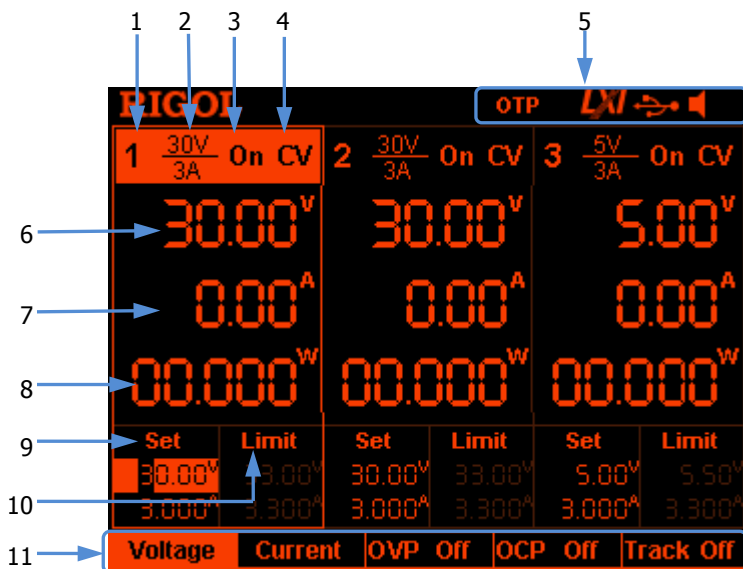 1 2 3 4 5
RIGOL OTP LXI
1 30V/3A On CV 2 30V/3A On CV 3 5V/3A On CV
6 30.00V 30.00V 5.00V
7 0.00A 0.00A 0.00A
8 00.000W 00.000W 00.000W
9 Set Limit Set Limit Set Limit
30.00V 33.00V 30.00V 33.00V 5.00V 5.50V
10 3.000A 3.300A 3.000A 3.300A 3.000A 3.300A
11 Voltage Current OVP Off OCP Off Track Off